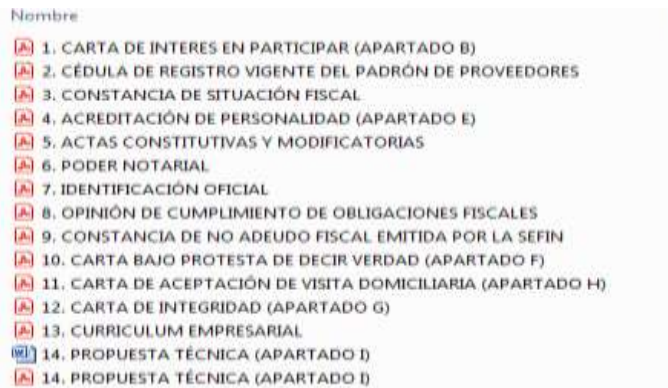 Nombre
1. CARTA DE INTERES EN PARTICIPAR (APARTADO B)
2. CÉDULA DE REGISTRO VIGENTE DEL PADRÓN DE PROVEEDORES
3. CONSTANCIA DE SITUACIÓN FISCAL
4. ACREDITACIÓN DE PERSONALIDAD (APARTADO E)
5. ACTAS CONSTITUTIVAS Y MODIFICATORIAS
6. PODER NOTARIAL
7. IDENTIFICACIÓN OFICIAL
8. OPINIÓN DE CUMPLIMIENTO DE OBLIGACIONES FISCALES
9. CONSTANCIA DE NO ADEUDO FISCAL EMITIDA POR LA SEFIN
10. CARTA BAJO PROTESTA DE DECIR VERDAD (APARTADO F)
11. CARTA DE ACEPTACIÓN DE VISITA DOMICILIARIA (APARTADO H)
12. CARTA DE INTEGRIDAD (APARTADO G)
13. CURRICULUM EMPRESARIAL
14. PROPUESTA TÉCNICA (APARTADO I)
14. PROPUESTA TÉCNICA (APARTADO I)